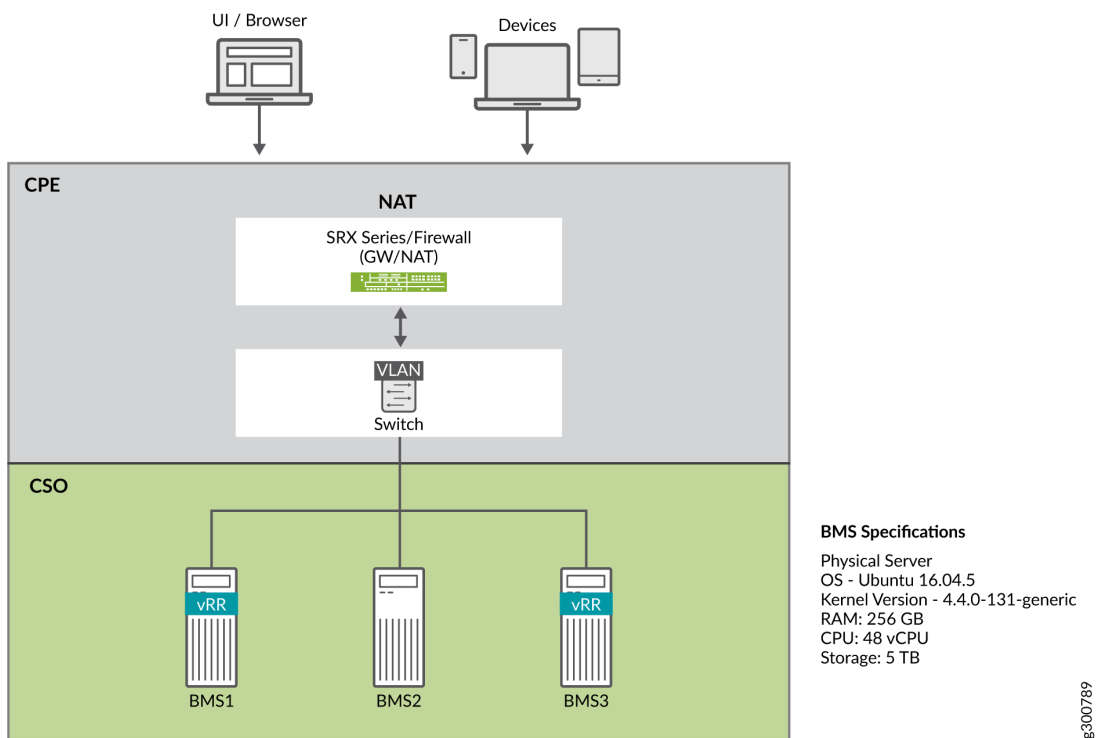 UI / Browser
Devices
CPE
NAT
SRX Series/Firewall
(GW/NAT)
VLAN
Switch
CSO
vRR
vRR
BMS1
BMS2
BMS3
BMS Specifications
Physical Server
OS - Ubuntu 16.04.5
Kernel Version - 4.4.0-131-generic
RAM: 256 GB
CPU: 48 vCPU
Storage: 5 TB
g300789